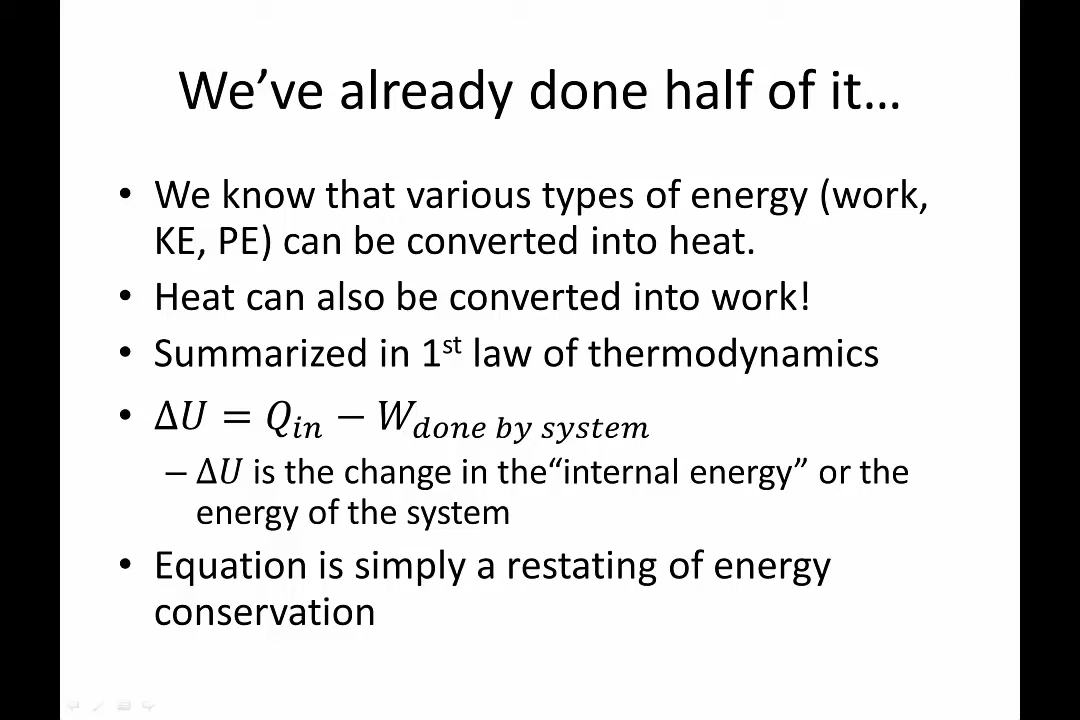 We’ve already done half of it…
• We know that various types of energy (work,
KE, PE) can be converted into heat.
• Heat can also be converted into work!
• Summarized in 1st law of thermodynamics
• Δ𝑈 = 𝑄𝑖𝑛 − 𝑊𝑑𝑜𝑛𝑒 𝑏𝑦 𝑠𝑦𝑠𝑡𝑒𝑚
– Δ𝑈 is the change in the“internal energy” or the
energy of the system
• Equation is simply a restating of energy
conservation